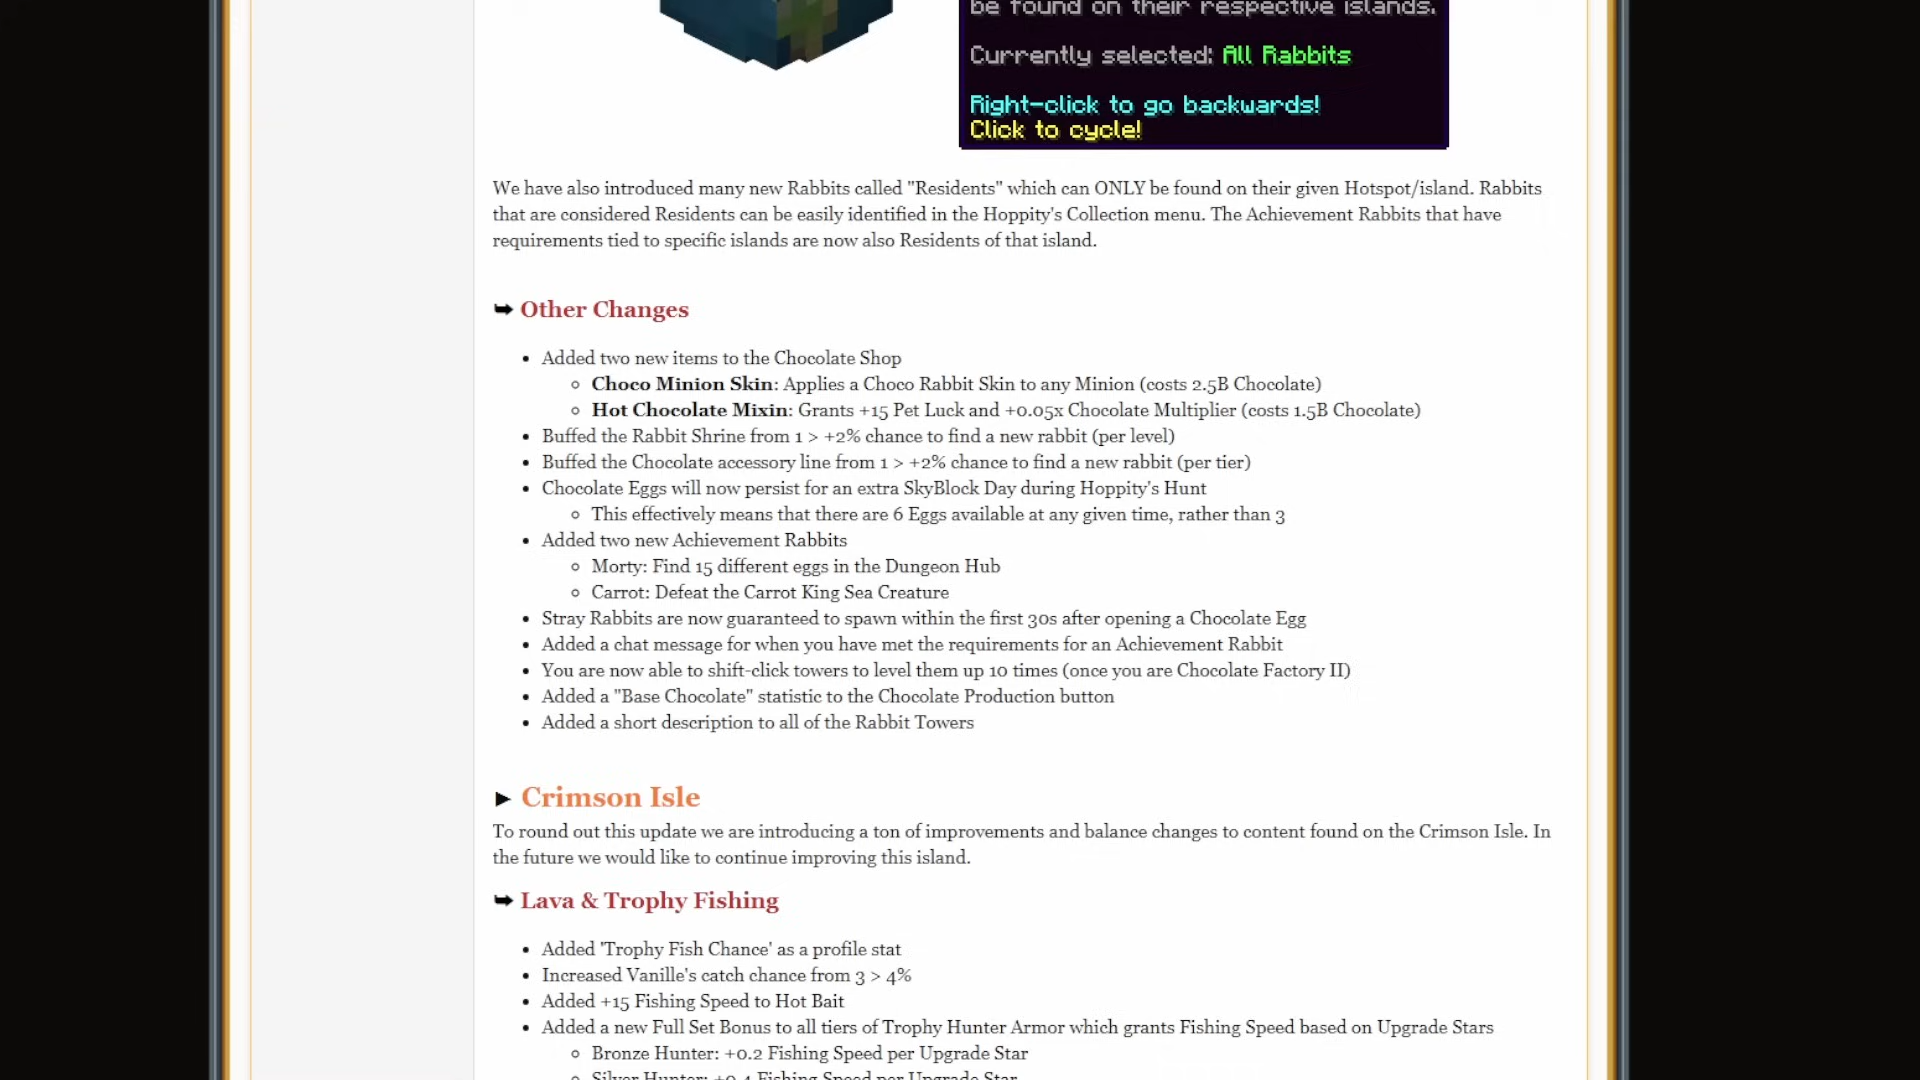 be found on their respective islands.
Currently selected: All Rabbits
Right-click to go backwards!
Click to cycle!
We have also introduced many new Rabbits called "Residents" which can ONLY be found on their given Hotspot/island. Rabbits
that are considered Residents can be easily identified in the Hoppity's Collection menu. The Achievement Rabbits that have
requirements tied to specific islands are now also Residents of that island.
➥ Other Changes
• Added two new items to the Chocolate Shop
◦ Choco Minion Skin: Applies a Choco Rabbit Skin to any Minion (costs 2.5B Chocolate)
◦ Hot Chocolate Mixin: Grants +15 Pet Luck and +0.05x Chocolate Multiplier (costs 1.5B Chocolate)
• Buffed the Rabbit Shrine from 1 > +2% chance to find a new rabbit (per level)
• Buffed the Chocolate accessory line from 1 > +2% chance to find a new rabbit (per tier)
• Chocolate Eggs will now persist for an extra SkyBlock Day during Hoppity's Hunt
◦ This effectively means that there are 6 Eggs available at any given time, rather than 3
• Added two new Achievement Rabbits
◦ Morty: Find 15 different eggs in the Dungeon Hub
◦ Carrot: Defeat the Carrot King Sea Creature
• Stray Rabbits are now guaranteed to spawn within the first 30s after opening a Chocolate Egg
• Added a chat message for when you have met the requirements for an Achievement Rabbit
• You are now able to shift-click towers to level them up 10 times (once you are Chocolate Factory II)
• Added a "Base Chocolate" statistic to the Chocolate Production button
• Added a short description to all of the Rabbit Towers
► Crimson Isle
To round out this update we are introducing a ton of improvements and balance changes to content found on the Crimson Isle. In
the future we would like to continue improving this island.
➥ Lava & Trophy Fishing
• Added 'Trophy Fish Chance' as a profile stat
• Increased Vanille's catch chance from 3 > 4%
• Added +15 Fishing Speed to Hot Bait
• Added a new Full Set Bonus to all tiers of Trophy Hunter Armor which grants Fishing Speed based on Upgrade Stars
◦ Bronze Hunter: +0.2 Fishing Speed per Upgrade Star
◦ Silver Hunter: +0.4 Fishing Speed per Upgrade Star